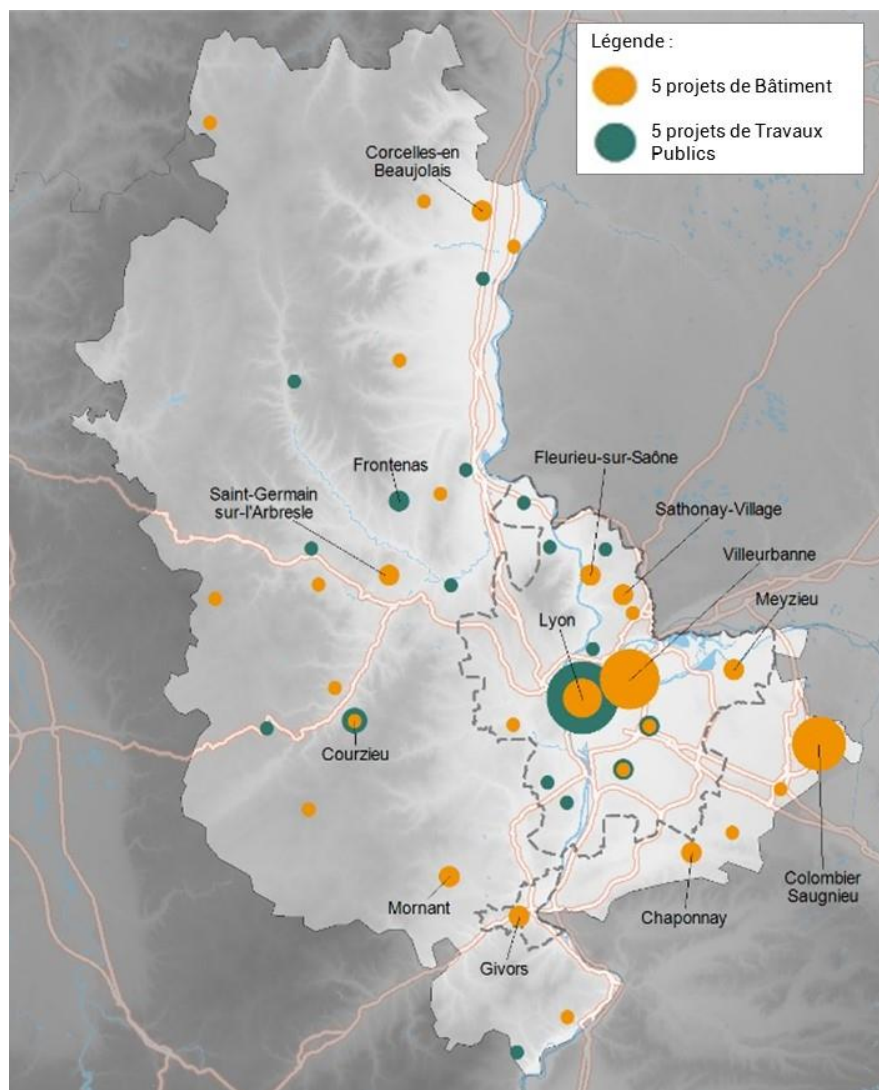 Légende :
5 projets de Bâtiment
5 projets de Travaux
Publics
Corcelles-en
Beaujolais
Frontenas
Fleurieu-sur-Saône
Saint-Germain
sur-l'Arbresle
Sathonay-Village
Villeurbanne
Meyzieu
Lyon
Courzieu
Colombier
Saugnieu
Mornant
Chaponnay
Givors